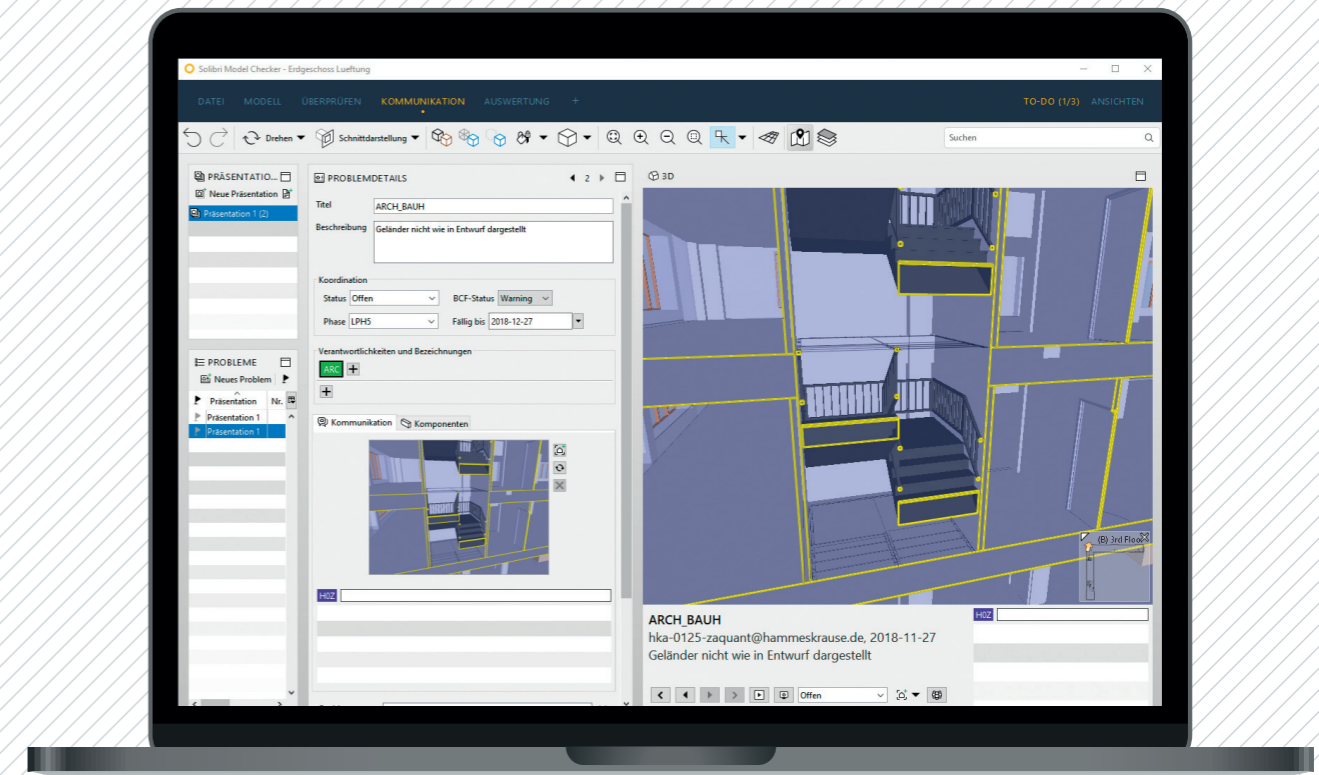 Solibri Model Checker - Erdgeschoss Lueftung
DATEI MODELL ÜBERPRÜFEN KOMMUNIKATION AUSWERTUNG + TO-DO (1/3) ANSICHTEN
Drehen Schnittdarstellung Suchen
PRÄSENTATIO...
Neue Präsentation
Präsentation 1 (2)
PROBLEME
Neues Problem
Präsentation Nr.
Präsentation 1
Präsentation 1
PROBLEMDETAILS 2
Titel ARCH_BAUH
Beschreibung Geländer nicht wie in Entwurf dargestellt
Koordination
Status Offen BCF-Status Warning
Phase LPH5 Fällig bis 2018-12-27
Verantwortlichkeiten und Bezeichnungen
ARC +
+
Kommunikation Komponenten
H0Z
3D
(B) 3rd Floo
ARCH_BAUH
hka-0125-zaquant@hammeskrause.de, 2018-11-27
Geländer nicht wie in Entwurf dargestellt
Offen
H0Z